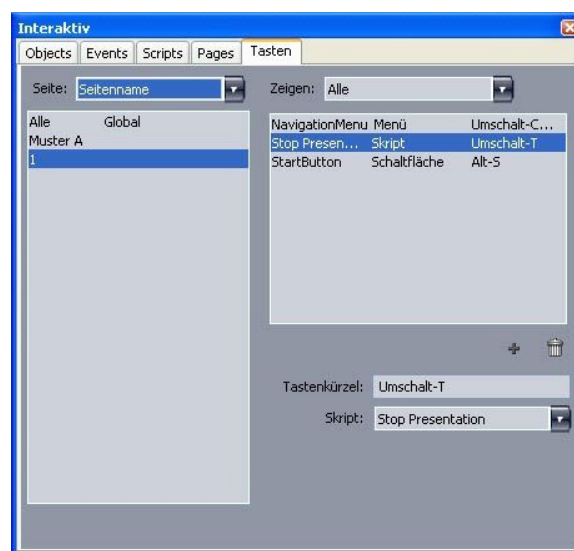 Interaktiv
Objects Events Scripts Pages Tasten
Seite: Seitenname Zeigen: Alle
Alle Global
Muster A
1
NavigationMenu Menü Umschalt-C...
Stop Presen... Skript Umschalt-T
StartButton Schaltfläche Alt-S
Tastenkürzel: Umschalt-T
Skript: Stop Presentation